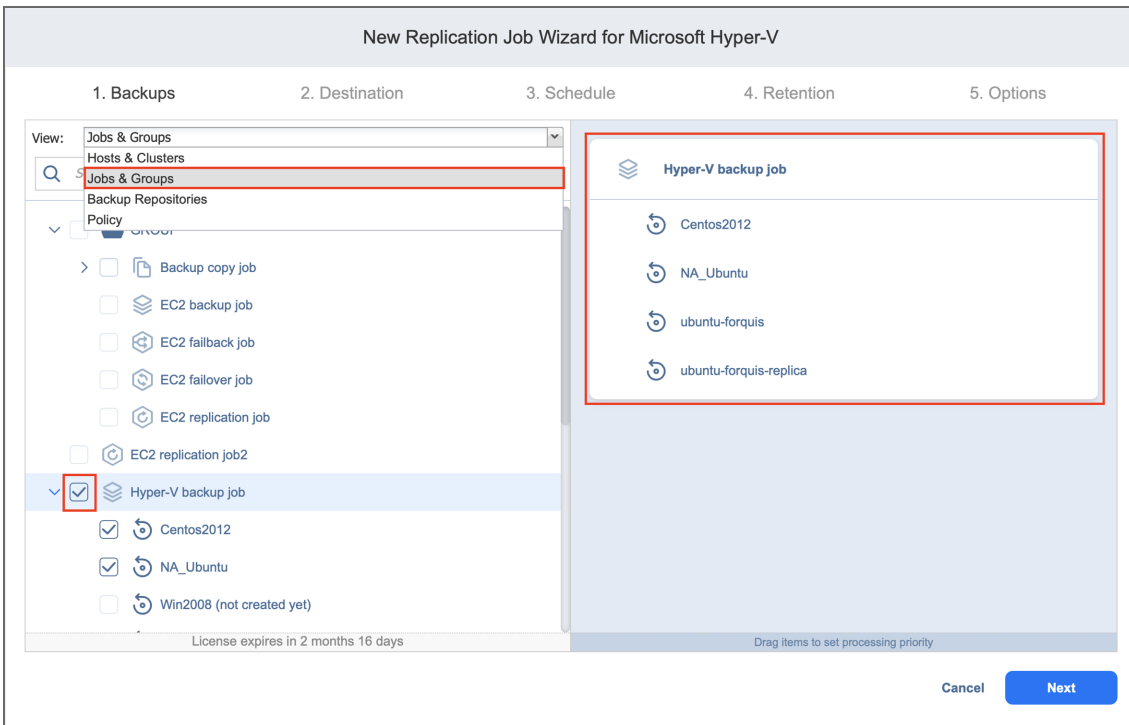 New Replication Job Wizard for Microsoft Hyper-V
1. Backups
2. Destination
3. Schedule
4. Retention
5. Options
View:
Jobs & Groups
Hosts & Clusters
Jobs & Groups
Backup Repositories
Policy
Backup copy job
EC2 backup job
EC2 failback job
EC2 failover job
EC2 replication job
EC2 replication job2
Hyper-V backup job
Centos2012
NA_Ubuntu
Win2008 (not created yet)
License expires in 2 months 16 days
Hyper-V backup job
Centos2012
NA_Ubuntu
ubuntu-forquis
ubuntu-forquis-replica
Drag items to set processing priority
Cancel
Next